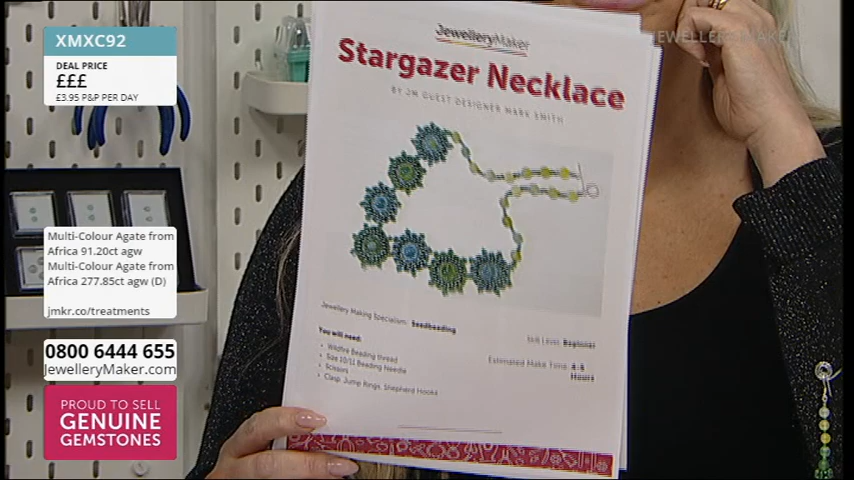 XMXC92
DEAL PRICE
£££
£3.95 P&P PER DAY
Multi-Colour Agate from
Africa 91.20ct agw
Multi-Colour Agate from
Africa 277.85ct agw (D)
jmkr.co/treatments
0800 6444 655
JewelleryMaker.com
PROUD TO SELL
GENUINE
GEMSTONES
JEWELLERYMAKER
JewelleryMaker
Stargazer Necklace
BY JM GUEST DESIGNER MARK SMITH
Jewellery Making Specialism: Seedbeading
Skill Level: Beginner
Estimated Make Time: 4-6
Hours
You will need:
• Wildfire Beading thread
• Size 10/11 Beading Needle
• Scissors
• Clasp, Jump Rings, Shepherd Hooks